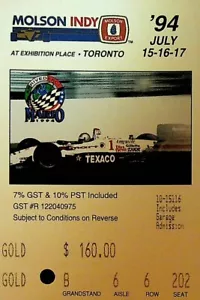 MOLSON INDY
MOLSON
EXPORT
'94
JULY
15-16-17
AT EXHIBITION PLACE • TORONTO
MARIO
TEXACO
1
7% GST & 10% PST Included
GST #R 122040975
Subject to Conditions on Reverse
Includes
Garage
Admission
GOLD
$ 160.00
GOLD
B
6
6
202
GRANDSTAND
AISLE
ROW
SEAT